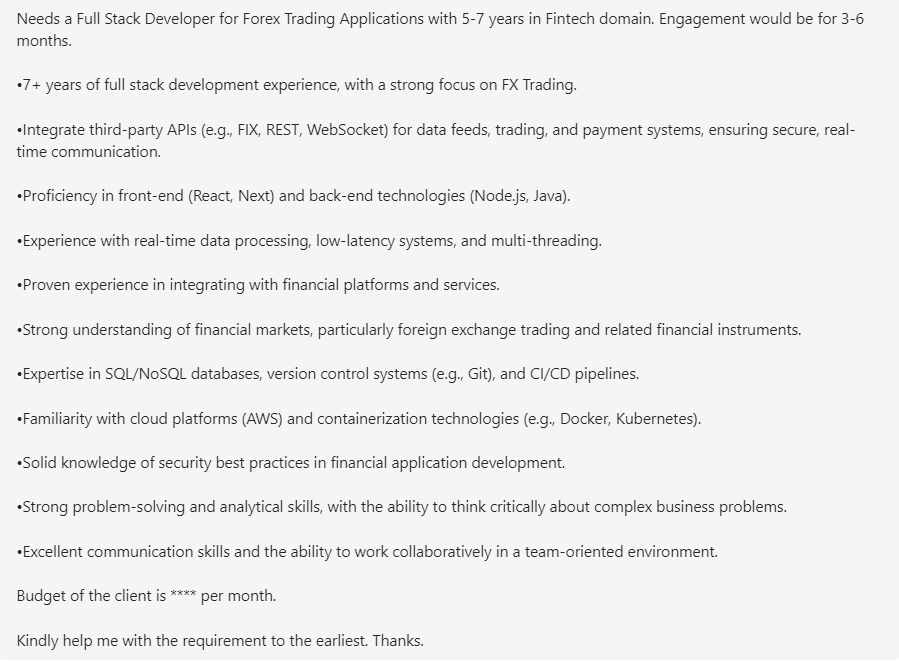 Needs a Full Stack Developer for Forex Trading Applications with 5-7 years in Fintech domain. Engagement would be for 3-6
months.
•7+ years of full stack development experience, with a strong focus on FX Trading.
•Integrate third-party APIs (e.g., FIX, REST, WebSocket) for data feeds, trading, and payment systems, ensuring secure, real-
time communication.
•Proficiency in front-end (React, Next) and back-end technologies (Node.js, Java).
•Experience with real-time data processing, low-latency systems, and multi-threading.
•Proven experience in integrating with financial platforms and services.
•Strong understanding of financial markets, particularly foreign exchange trading and related financial instruments.
•Expertise in SQL/NoSQL databases, version control systems (e.g., Git), and CI/CD pipelines.
•Familiarity with cloud platforms (AWS) and containerization technologies (e.g., Docker, Kubernetes).
•Solid knowledge of security best practices in financial application development.
•Strong problem-solving and analytical skills, with the ability to think critically about complex business problems.
•Excellent communication skills and the ability to work collaboratively in a team-oriented environment.
Budget of the client is **** per month.
Kindly help me with the requirement to the earliest. Thanks.